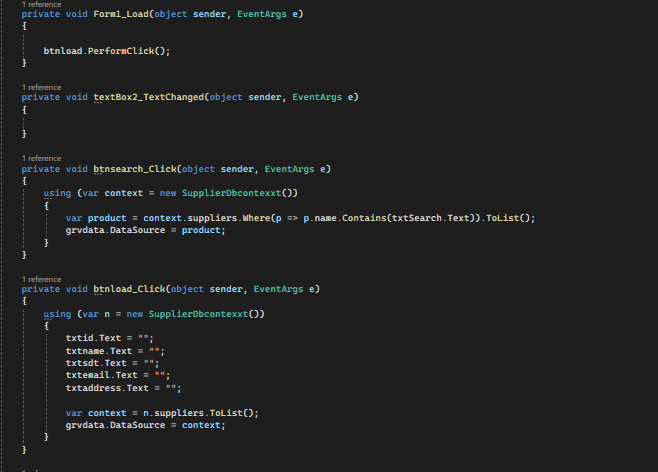 1 reference
private void Form1_Load(object sender, EventArgs e)
{
btnload.PerformClick();
}
1 reference
private void textBox2_TextChanged(object sender, EventArgs e)
{
}
1 reference
private void btnsearch_Click(object sender, EventArgs e)
{
using (var context = new SupplierDbcontexxt())
{
var product = context.suppliers.Where(p => p.name.Contains(txtSearch.Text)).ToList();
grvdata.DataSource = product;
}
}
1 reference
private void btnload_Click(object sender, EventArgs e)
{
using (var n = new SupplierDbcontexxt())
{
txtid.Text = "";
txtname.Text = "";
txtsdt.Text = "";
txtemail.Text = "";
txtaddress.Text = "";
var context = n.suppliers.ToList();
grvdata.DataSource = context;
}
}